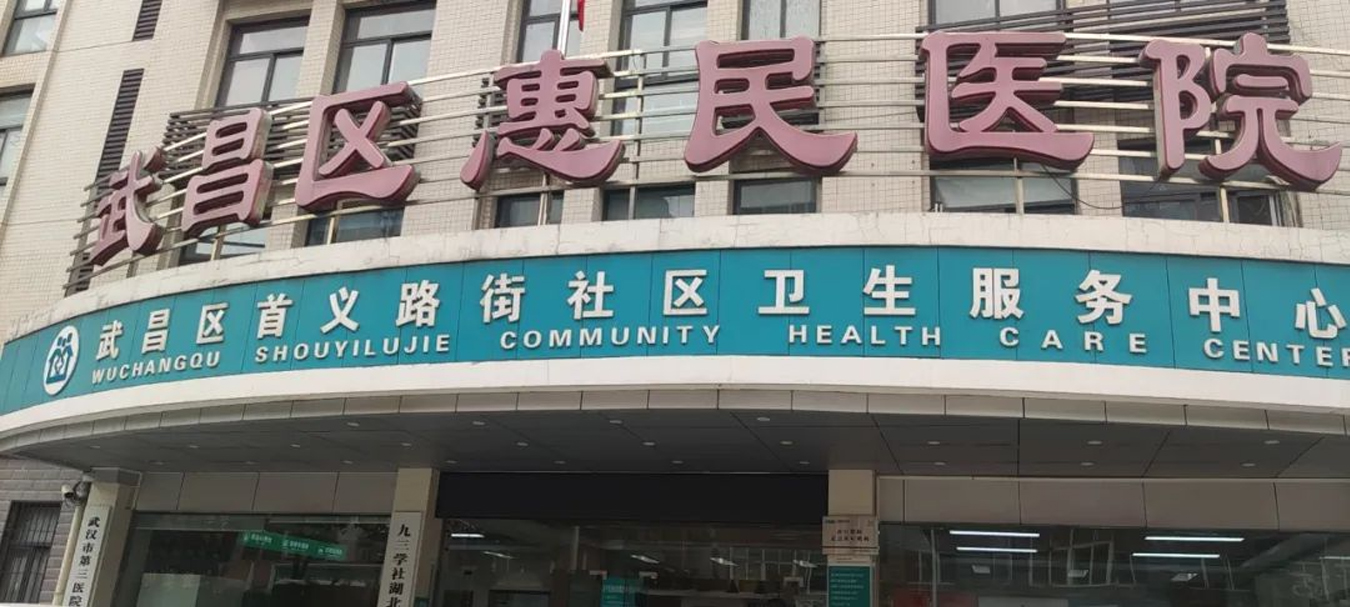 武昌区惠民医院
武昌区首义路街社区卫生服务中心
WUCHANGQU SHOUYILUJIE COMMUNITY HEALTH CARE CENTER
武汉市第三医院
九三学社湖北